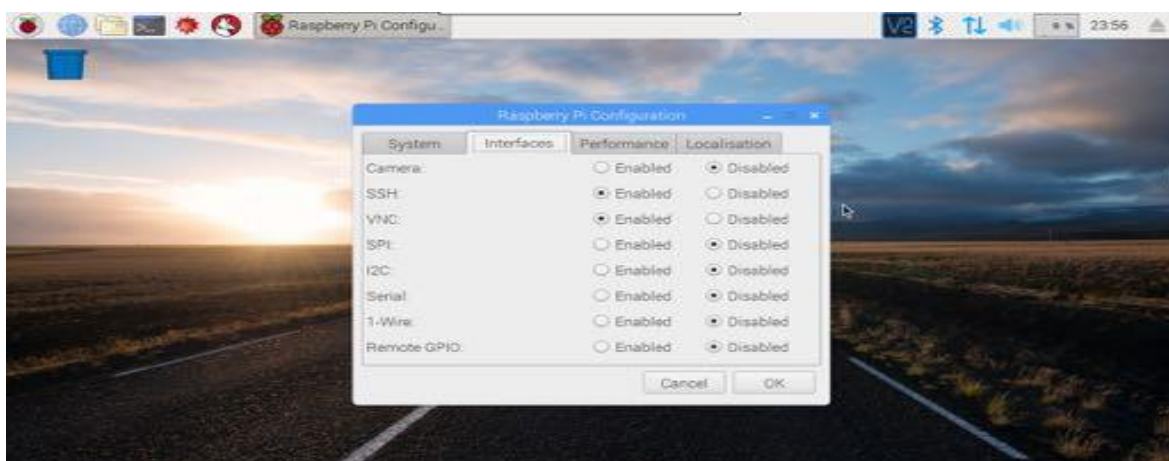 Raspberry Pi Configu..
V2
23:56
Raspberry Pi Configuration
System Interfaces Performance Localisation
Camera: Enabled Disabled
SSH: Enabled Disabled
VNC: Enabled Disabled
SPI: Enabled Disabled
I2C: Enabled Disabled
Serial: Enabled Disabled
1-Wire: Enabled Disabled
Remote GPIO: Enabled Disabled
Cancel OK